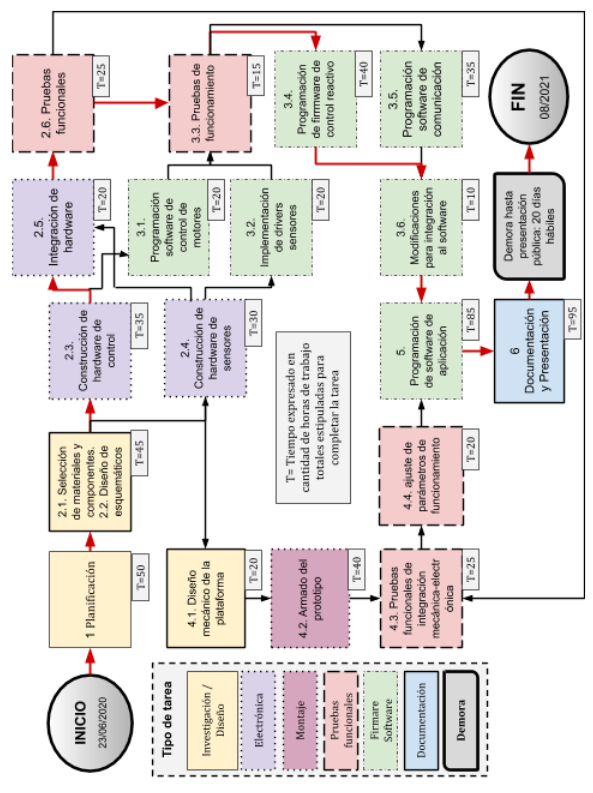 INICIO
23/06/2020
1 Planificación
T=50
2.1. Selección
de materiales y
componentes.
2.2. Diseño de
esquemáticos
T=45
2.3.
Construcción de
hardware de
control
T=35
2.4.
Construcción de
hardware de
sensores
T=30
2.5.
Integración de
hardware
T=20
2.6. Pruebas
funcionales
T=25
3.1.
Programación
software de
control de
motores
T=20
3.2.
Implementación
de drivers
sensores
T=20
3.3. Pruebas de
funcionamiento
T=15
3.4.
Programación
de firmware de
control reactivo
T=40
3.5.
Programación
software de
comunicación
T=35
3.6.
Modificaciones
para integración
al software
T=10
4.1. Diseño
mecánico de la
plataforma
T=20
4.2. Armado del
prototipo
T=40
4.3. Pruebas
funcionales de
integración
mecánica-electr
ónica
T=25
4.4. ajuste de
parámetros de
funcionamiento
T=20
5.
Programación
de software de
aplicación
T=85
6
Documentación
y Presentación
T=95
Demora hasta
presentación
pública: 20 días
hábiles
FIN
08/2021
T= Tiempo expresado en
cantidad de horas de trabajo
totales estipuladas para
completar la tarea
Tipo de tarea
Investigación /
Diseño
Electrónica
Montaje
Pruebas
funcionales
Firmare
Software
Documentación
Demora